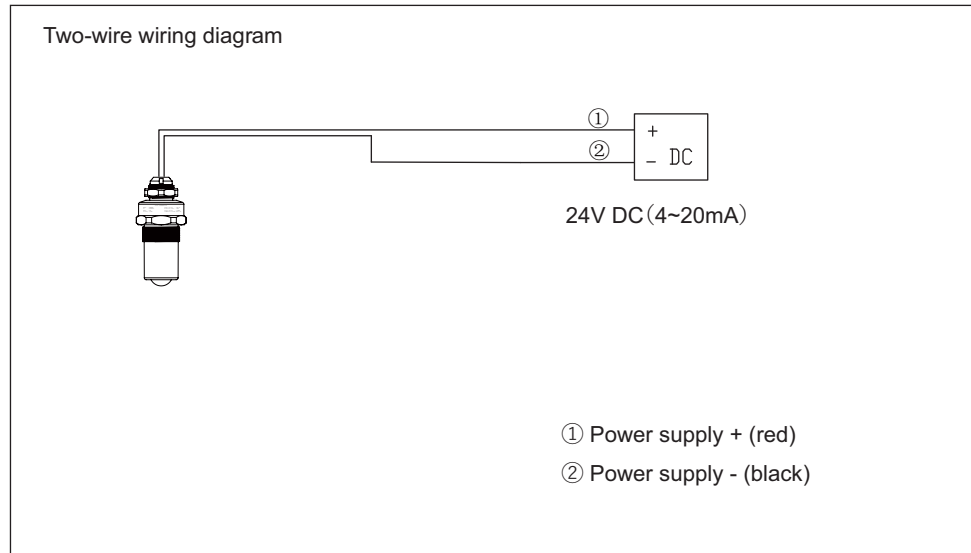 Two-wire wiring diagram
①
+
② 
− DC
24V DC(4~20mA)
① Power supply + (red)
② Power supply - (black)